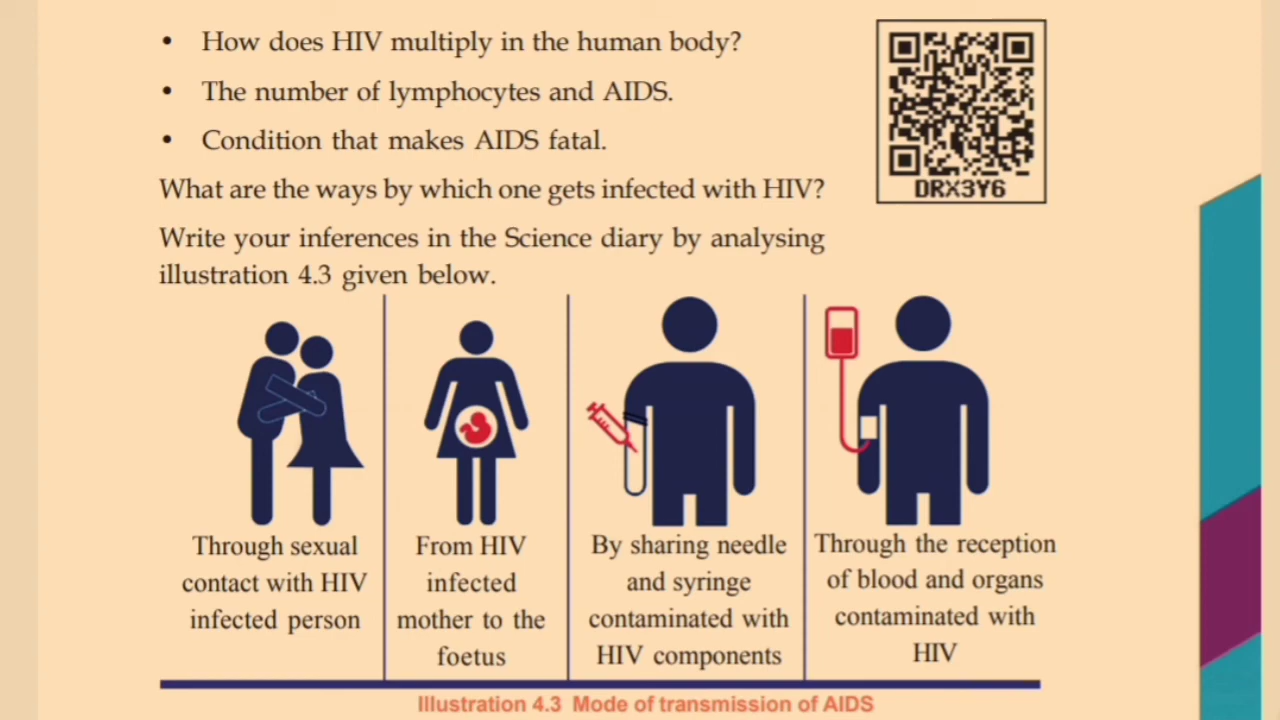 • How does HIV multiply in the human body?
• The number of lymphocytes and AIDS.
• Condition that makes AIDS fatal.
What are the ways by which one gets infected with HIV?
Write your inferences in the Science diary by analysing
illustration 4.3 given below.
DRX3Y6
Through sexual
contact with HIV
infected person
From HIV
infected
mother to the
foetus
By sharing needle
and syringe
contaminated with
HIV components
Through the reception
of blood and organs
contaminated with
HIV
Illustration 4.3 Mode of transmission of AIDS